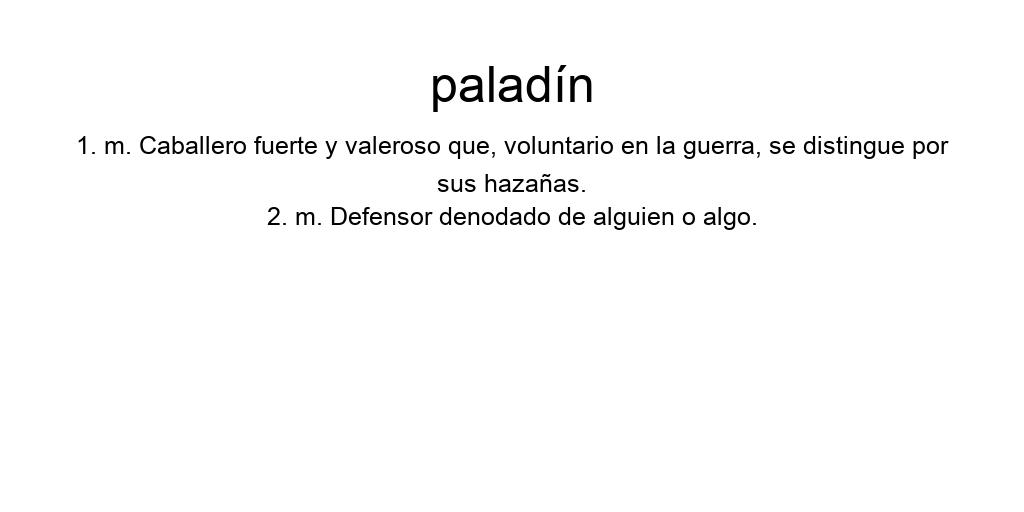 paladín
1. m. Caballero fuerte y valeroso que, voluntario en la guerra, se distingue por
sus hazañas.
2. m. Defensor denodado de alguien o algo.